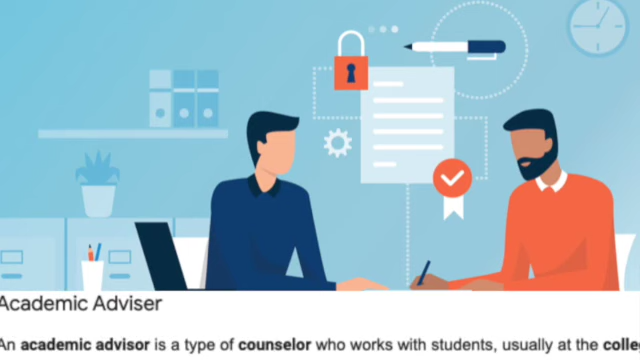 Academic Adviser
An academic advisor is a type of counselor who works with students, usually at the